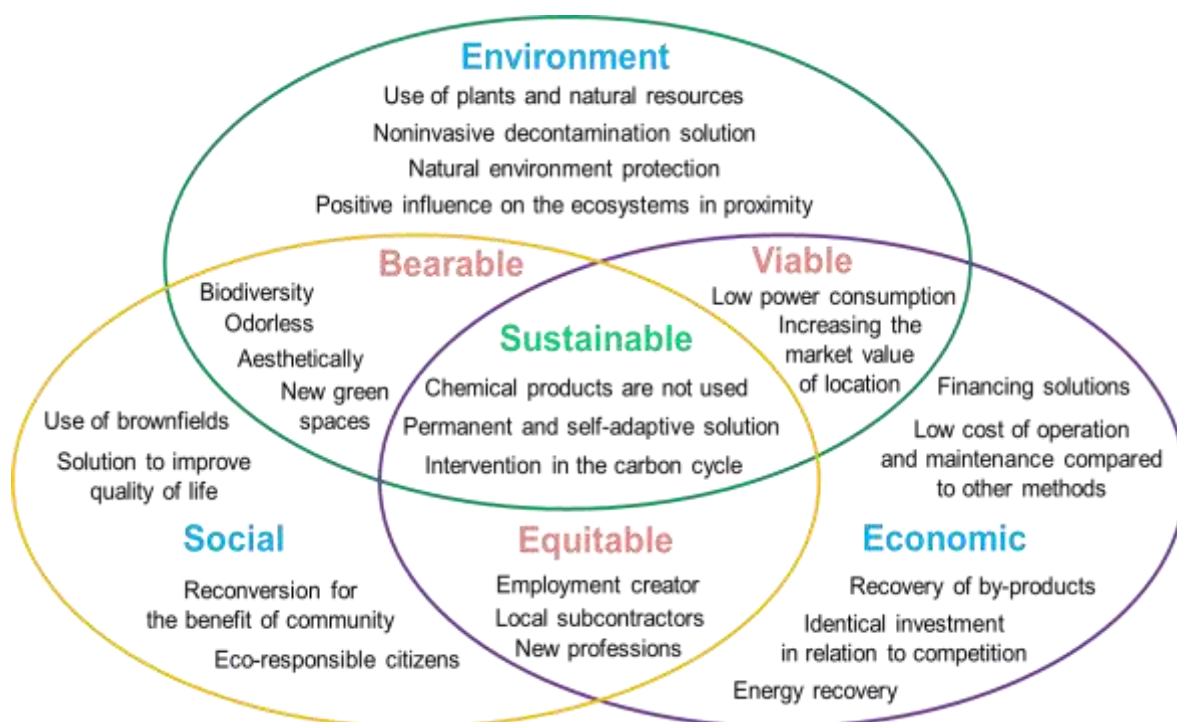 Environment
Use of plants and natural resources
Noninvasive decontamination solution
Natural environment protection
Positive influence on the ecosystems in proximity
Bearable
Biodiversity
Odorless
Aesthetically
New green
spaces
Viable
Low power consumption
Increasing the
market value
of location
Sustainable
Chemical products are not used
Permanent and self-adaptive solution
Intervention in the carbon cycle
Use of brownfields
Solution to improve
quality of life
Social
Reconversion for
the benefit of community
Eco-responsible citizens
Equitable
Employment creator
Local subcontractors
New professions
Financing solutions
Low cost of operation
and maintenance compared
to other methods
Economic
Recovery of by-products
Identical investment
in relation to competition
Energy recovery